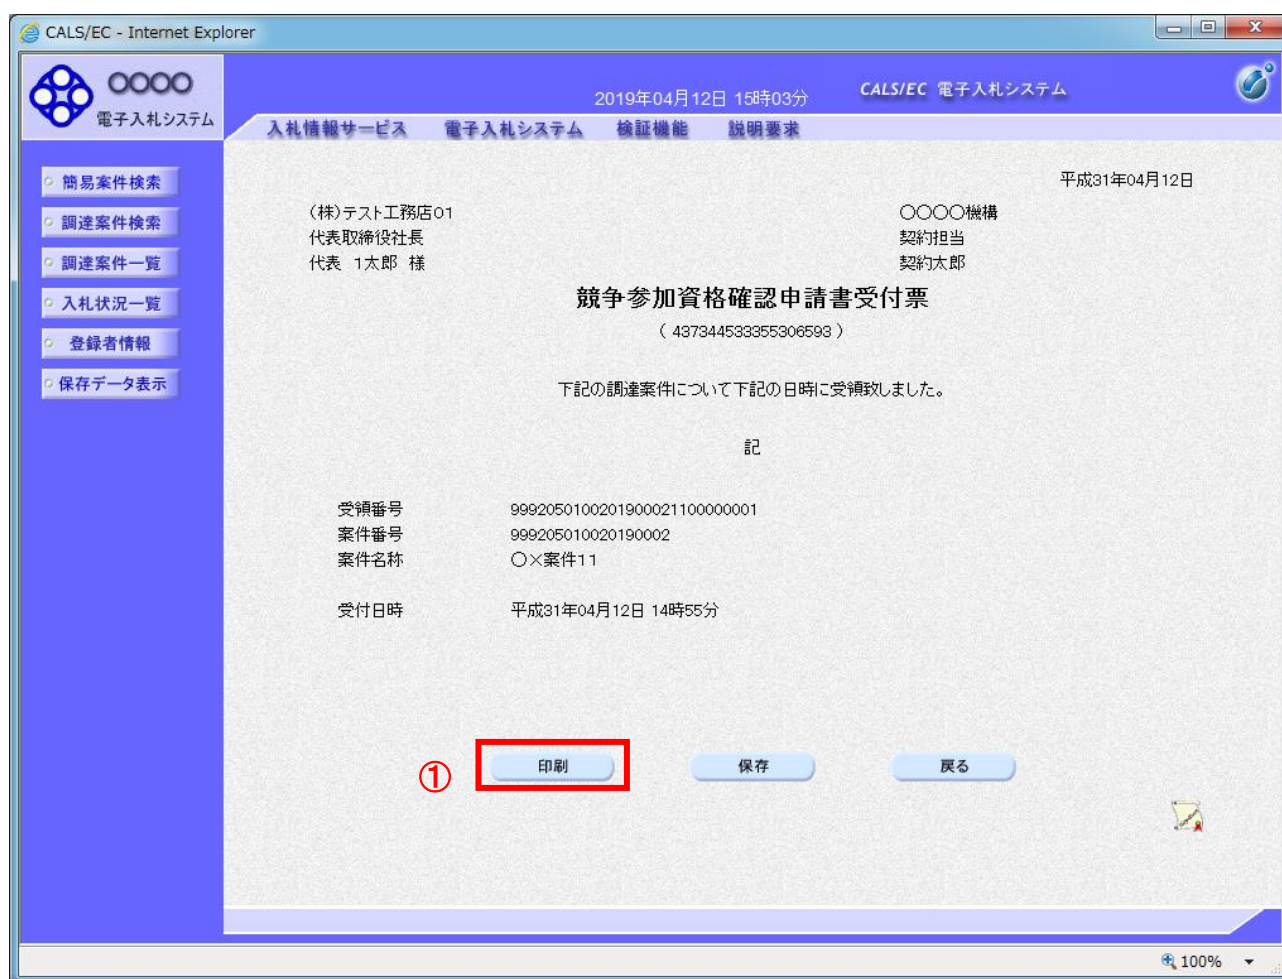 CALS/EC - Internet Explorer
〇〇〇〇
電子入札システム
2019年04月12日 15時03分
CALS/EC 電子入札システム
入札情報サービス 電子入札システム 検証機能 説明要求
簡易案件検索
調達案件検索
調達案件一覧
入札状況一覧
登録者情報
保存データ表示
平成31年04月12日
(株)テスト工務店01
代表取締役社長
代表 1太郎 様
〇〇〇〇機構
契約担当
契約太郎
競争参加資格確認申請書受付票
( 437344533355306593 )
下記の調達案件について下記の日時に受領致しました。
記
受領番号 9992050100201900021100000001
案件番号 999205010020190002
案件名称 〇×案件11
受付日時 平成31年04月12日 14時55分
①
印刷 保存 戻る
100%